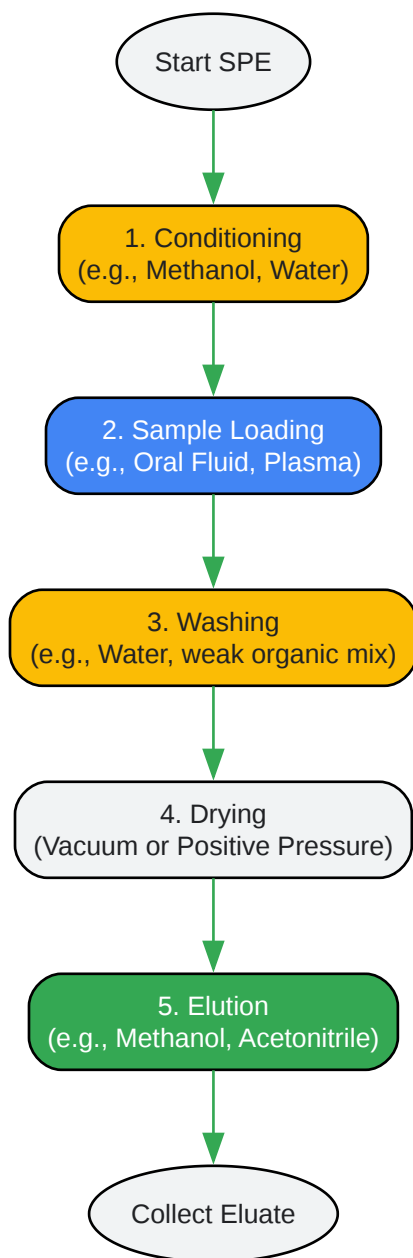 Start SPE
1. Conditioning
(e.g., Methanol, Water)
2. Sample Loading
(e.g., Oral Fluid, Plasma)
3. Washing
(e.g., Water, weak organic mix)
4. Drying
(Vacuum or Positive Pressure)
5. Elution
(e.g., Methanol, Acetonitrile)
Collect Eluate